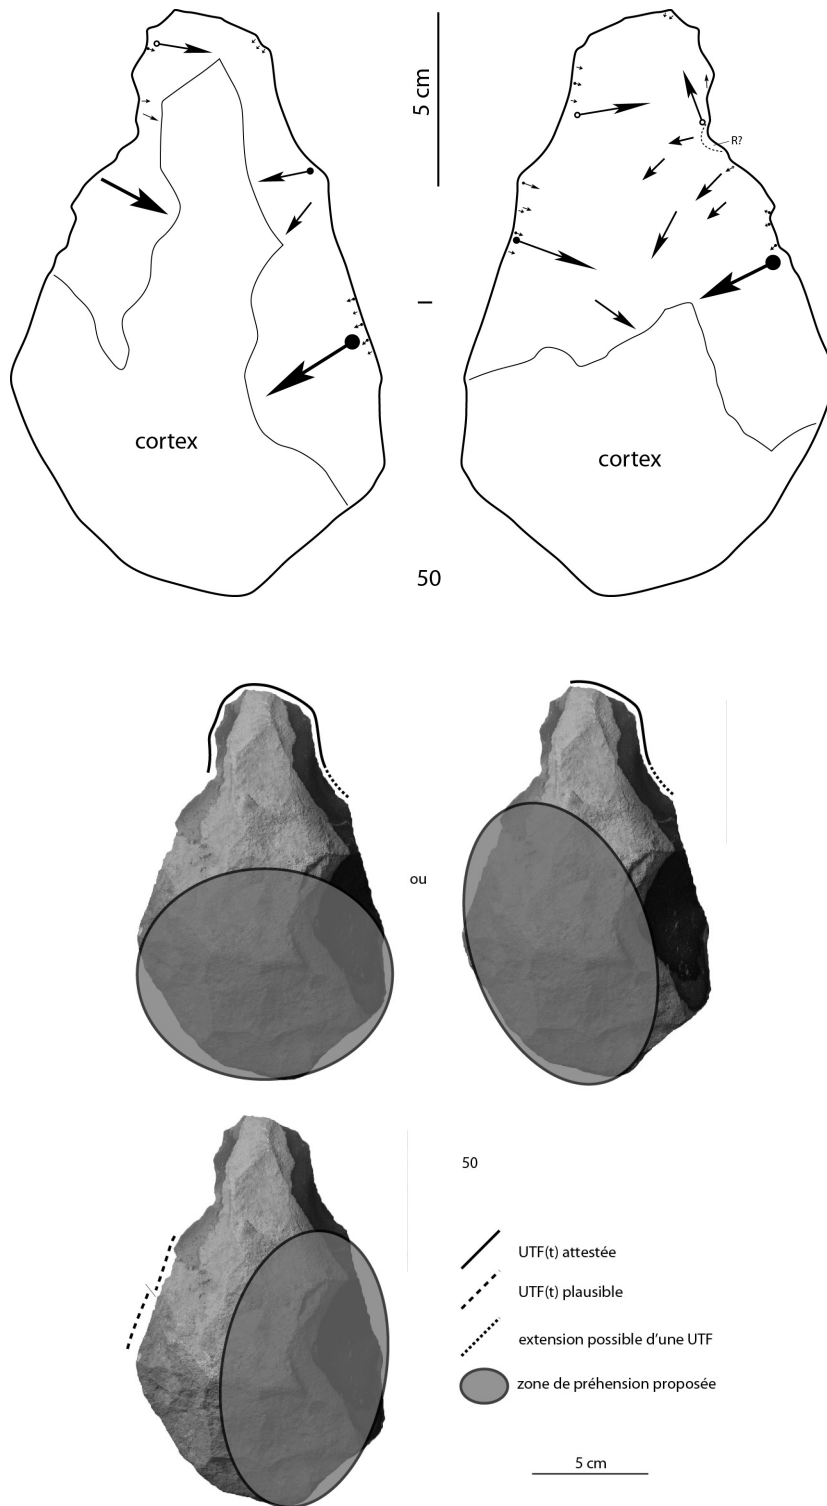 5 cm
R?
cortex
cortex
50
ou
50
UTF(t) attestée
UTF(t) plausible
extension possible d’une UTF
zone de préhension proposée
5 cm